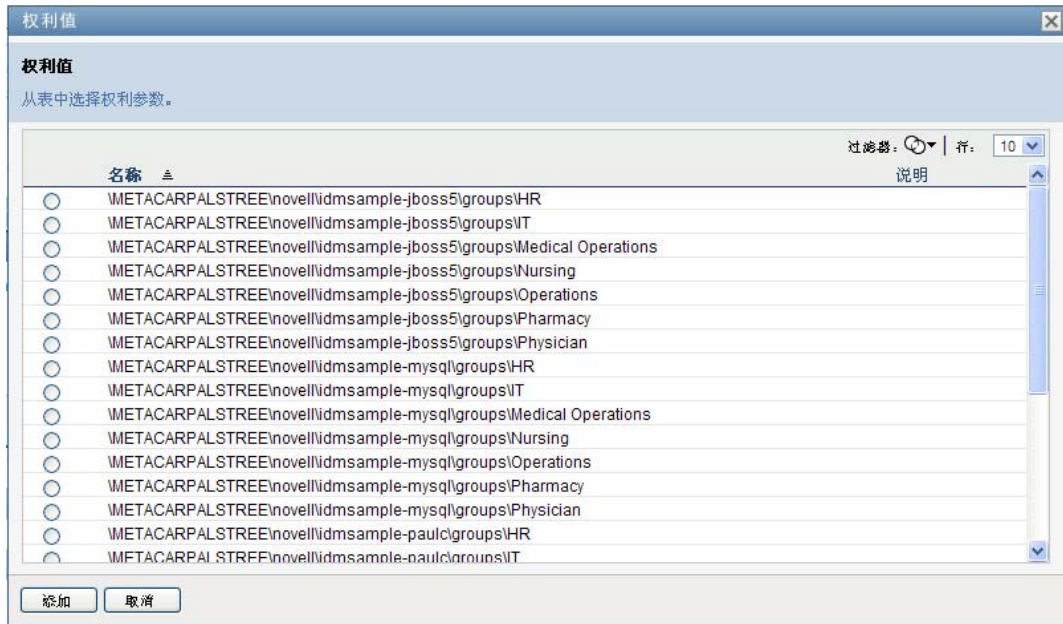 权利值
权利值
从表中选择权利参数。
过滤器: 行: 10
名称 说明
\METACARPALSTREE\novell\idmsample-jboss5\groups\HR
\METACARPALSTREE\novell\idmsample-jboss5\groups\IT
\METACARPALSTREE\novell\idmsample-jboss5\groups\Medical Operations
\METACARPALSTREE\novell\idmsample-jboss5\groups\Nursing
\METACARPALSTREE\novell\idmsample-jboss5\groups\Operations
\METACARPALSTREE\novell\idmsample-jboss5\groups\Pharmacy
\METACARPALSTREE\novell\idmsample-jboss5\groups\Physician
\METACARPALSTREE\novell\idmsample-mysql\groups\HR
\METACARPALSTREE\novell\idmsample-mysql\groups\IT
\METACARPALSTREE\novell\idmsample-mysql\groups\Medical Operations
\METACARPALSTREE\novell\idmsample-mysql\groups\Nursing
\METACARPALSTREE\novell\idmsample-mysql\groups\Operations
\METACARPALSTREE\novell\idmsample-mysql\groups\Pharmacy
\METACARPALSTREE\novell\idmsample-mysql\groups\Physician
\METACARPALSTREE\novell\idmsample-paulc\groups\HR
\METACARPALSTREE\novell\idmsample-paulc\groups\IT
添加 取消